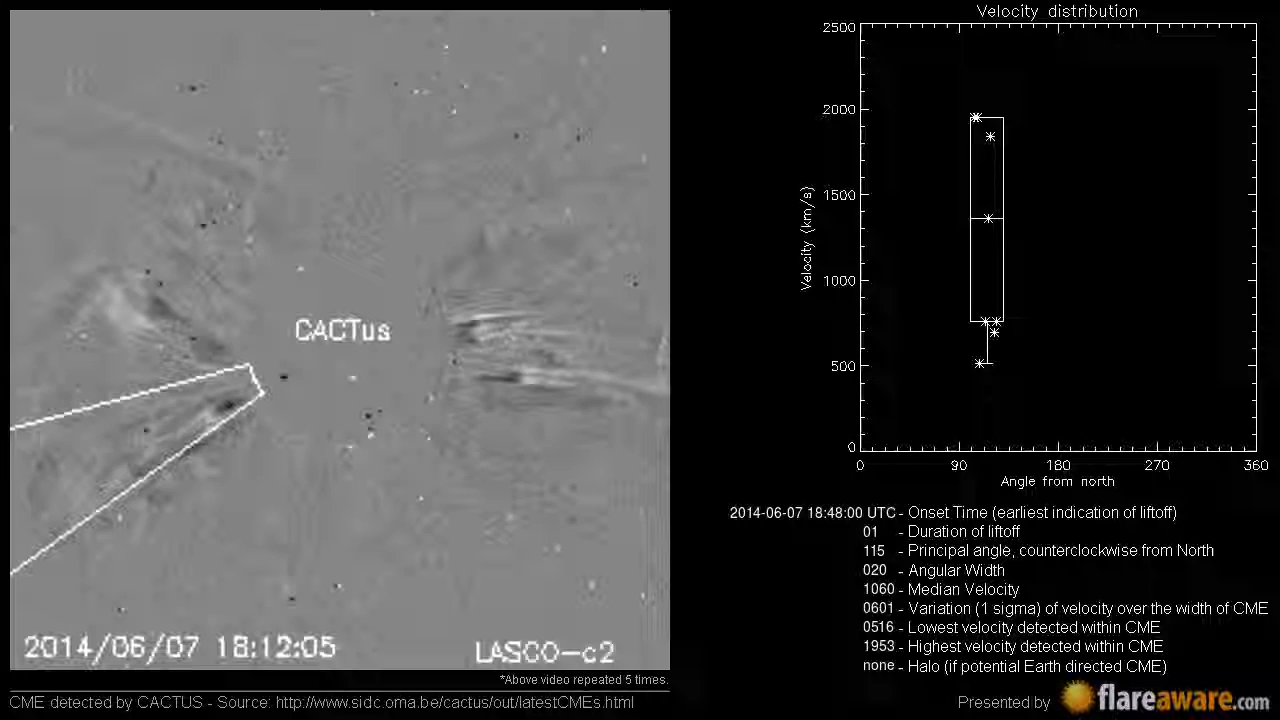 CACTus
2014/06/07 18:12:05
LASCO-c2
*Above video repeated 5 times.
CME detected by CACTUS - Source: http://www.sidc.oma.be/cactus/out/latestCMEs.html
Velocity distribution
2500
2000
1500
1000
500
0
Velocity (km/s)
0 90 180 270 360
Angle from north
2014-06-07 18:48:00 UTC - Onset Time (earliest indication of liftoff)
01 - Duration of liftoff
115 - Principal angle, counterclockwise from North
020 - Angular Width
1060 - Median Velocity
0601 - Variation (1 sigma) of velocity over the width of CME
0516 - Lowest velocity detected within CME
1953 - Highest velocity detected within CME
none - Halo (if potential Earth directed CME)
Presented by flareaware.com